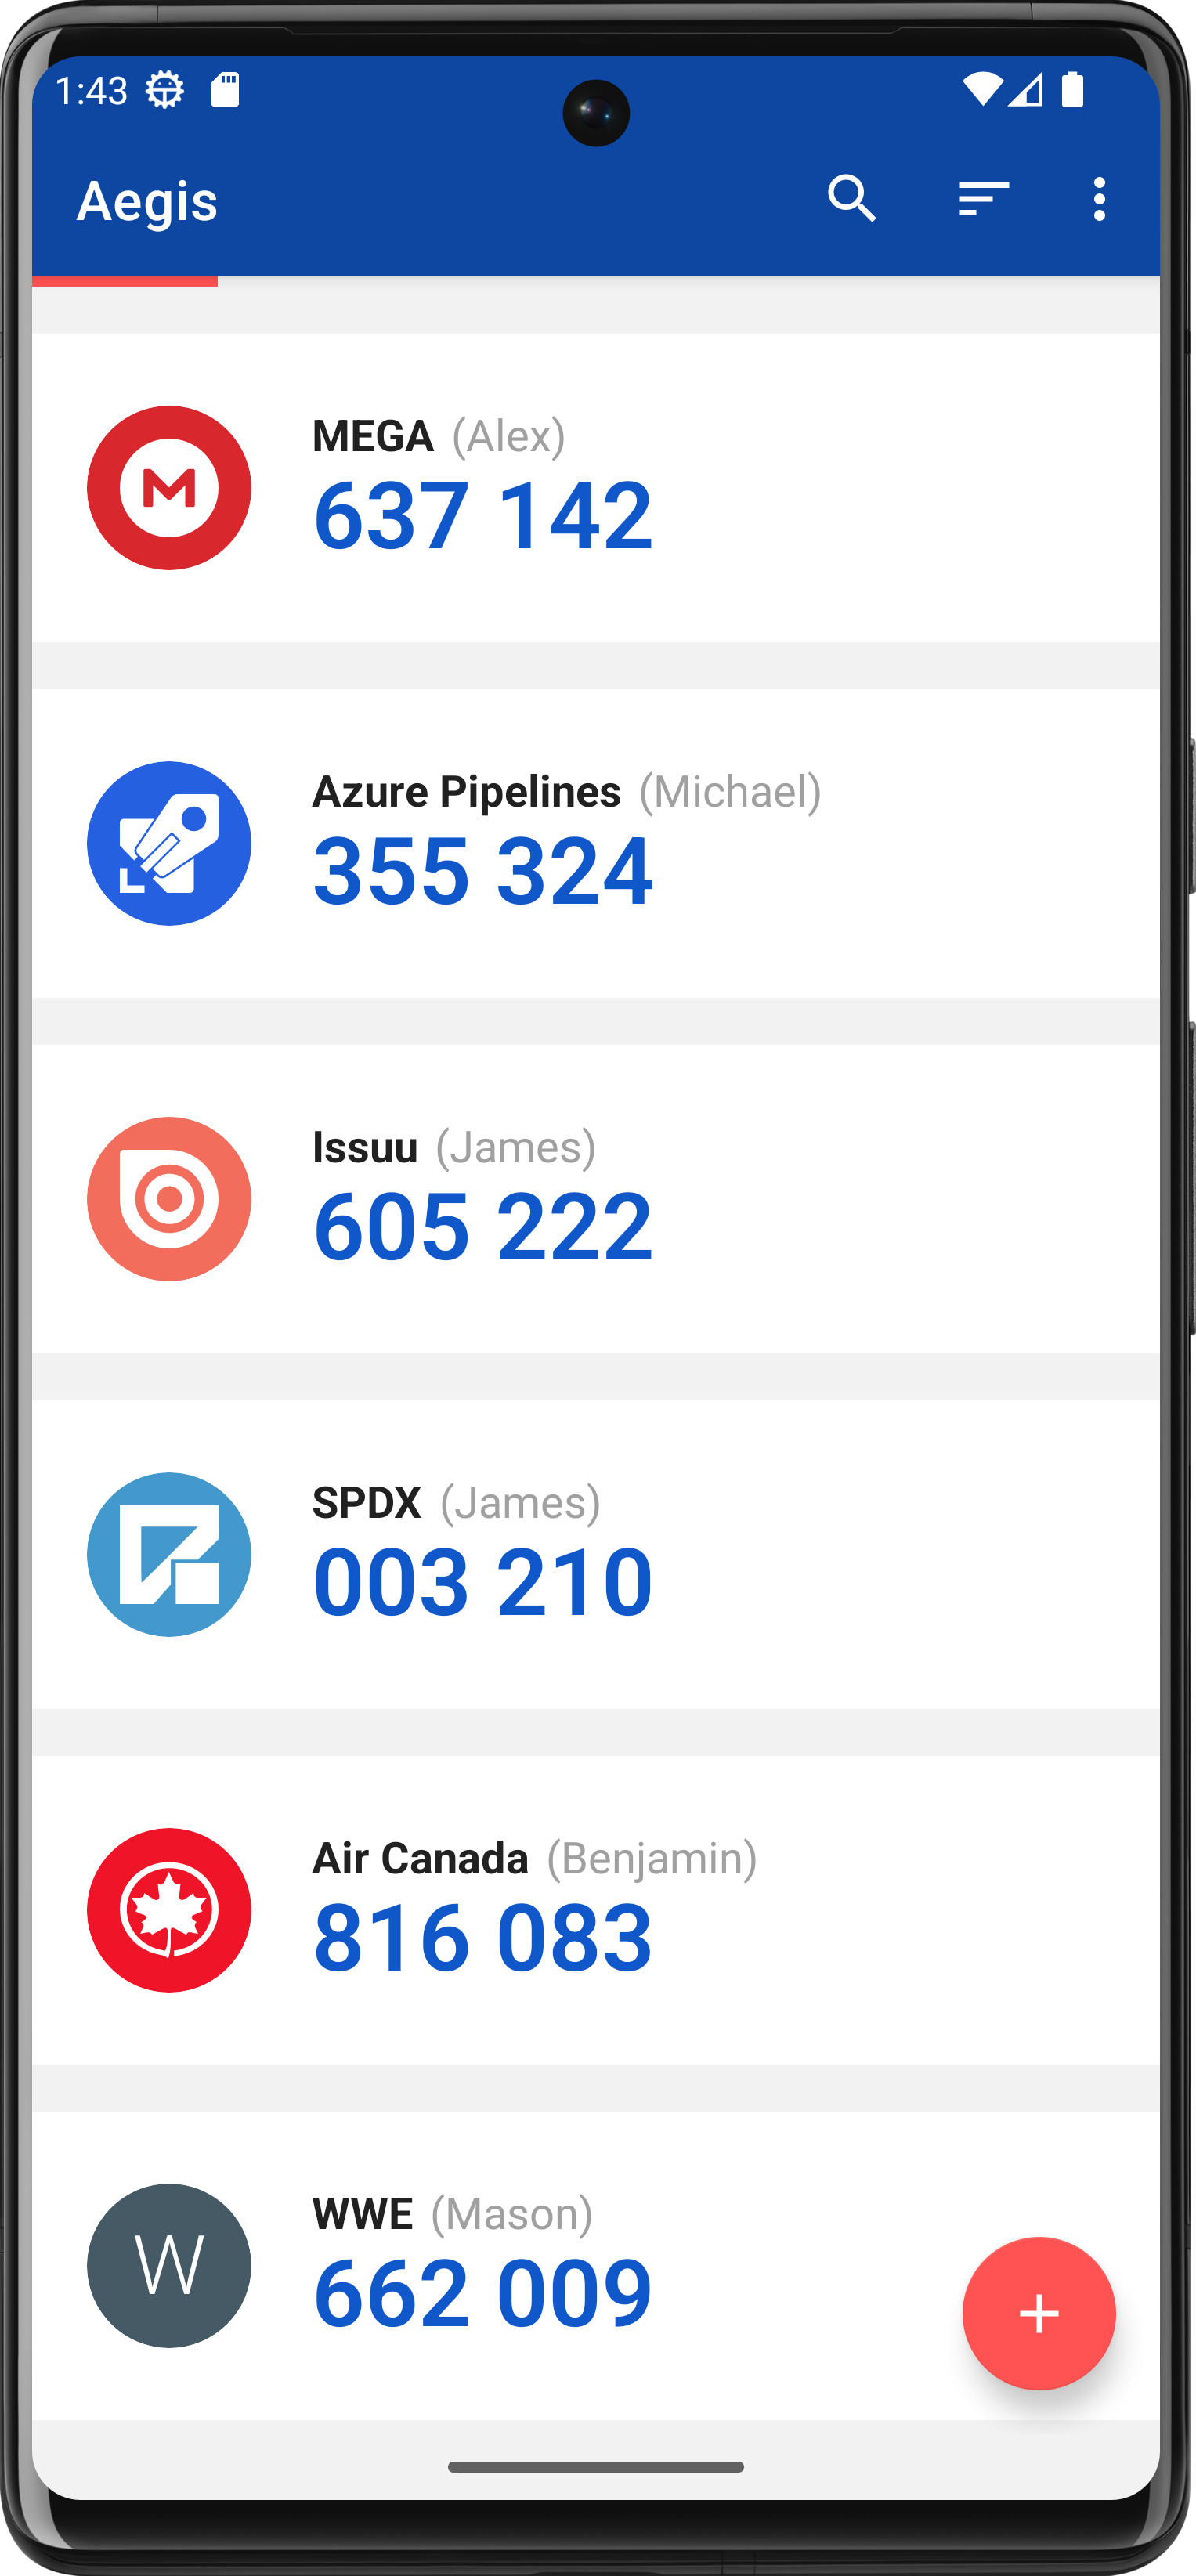 1:43
Aegis
MEGA (Alex)
637 142
Azure Pipelines (Michael)
355 324
Issuu (James)
605 222
SPDX (James)
003 210
Air Canada (Benjamin)
816 083
W
WWE (Mason)
662 009